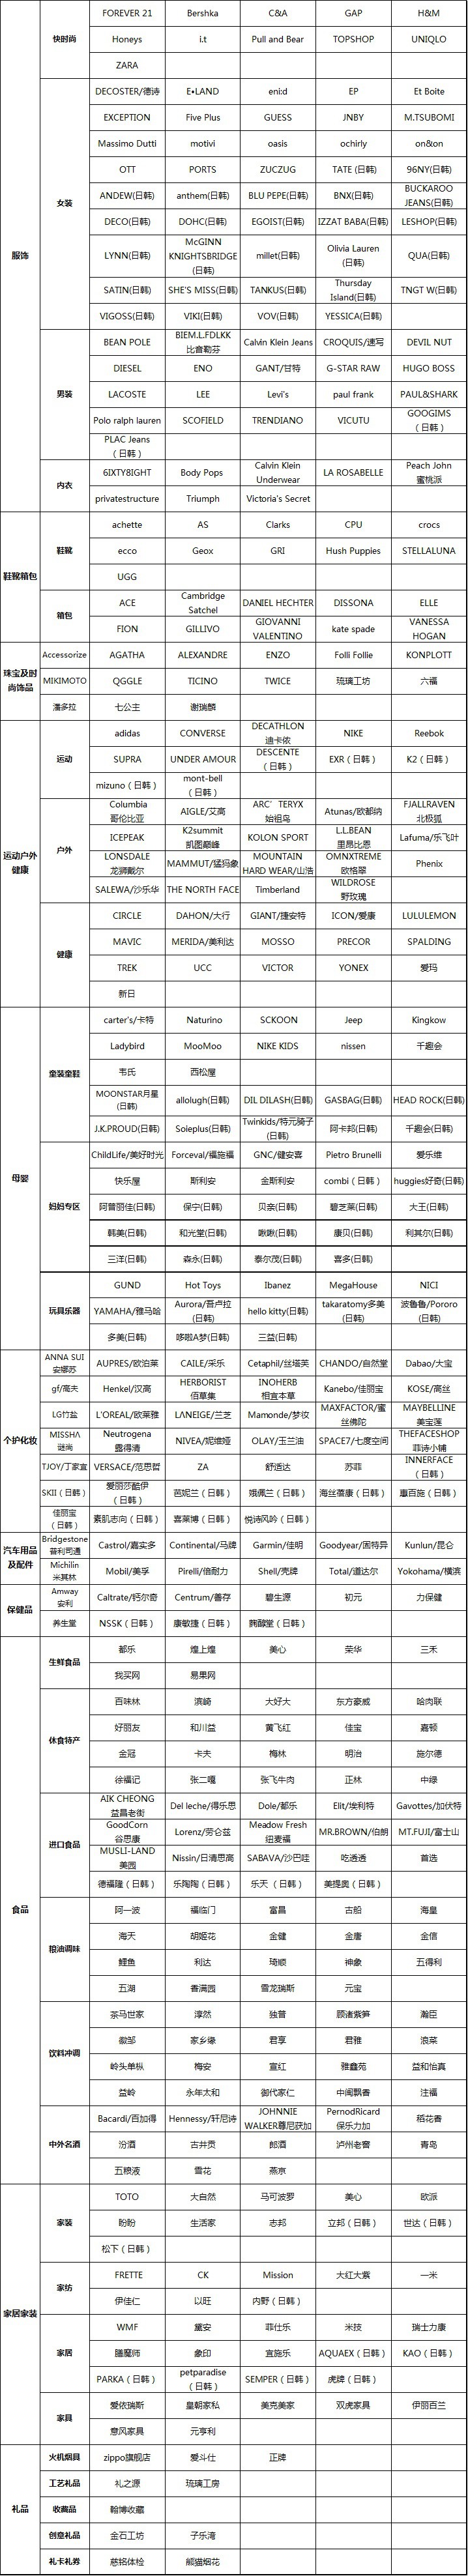 服饰
快时尚 FOREVER 21 Bershka C&A GAP H&M
Honeys i.t Pull and Bear TOPSHOP UNIQLO
ZARA
女装 DECOSTER/德诗 E•LAND eni:d EP Et Boite
EXCEPTION Five Plus GUESS JNBY M.TSUBOMI
Massimo Dutti motivi oasis ochirly on&on
OTT PORTS ZUCZUG TATE (日韩) 96NY(日韩)
ANDEW(日韩) anthem(日韩) BLU PEPE(日韩) BNX(日韩) BUCKAROO JEANS(日韩)
DECO(日韩) DOHC(日韩) EGOIST(日韩) IZZAT BABA(日韩) LESHOP(日韩)
LYNN(日韩) McGINN KNIGHTSBRIDGE (日韩) millet(日韩) Olivia Lauren (日韩) QUA(日韩)
SATIN(日韩) SHE'S MISS(日韩) TANKUS(日韩) Thursday Island(日韩) TNGT W(日韩)
VIGOSS(日韩) VIKI(日韩) VOV(日韩) YESSICA(日韩)
男装 BEAN POLE BIEM.L.FDLKK 比音勒芬 Calvin Klein Jeans CROQUIS/速写 DEVIL NUT
DIESEL ENO GANT/甘特 G-STAR RAW HUGO BOSS
LACOSTE LEE Levi's paul frank PAUL&SHARK
Polo ralph lauren SCOFIELD TRENDIANO VICUTU GOOGIMS （日韩）
PLAC Jeans （日韩）
内衣 6IXTY8IGHT Body Pops Calvin Klein Underwear LA ROSABELLE Peach John 蜜桃派
privatestructure Triumph Victoria's Secret
鞋靴箱包
鞋靴 achette AS Clarks CPU crocs
ecco Geox GRI Hush Puppies STELLALUNA
UGG
箱包 ACE Cambridge Satchel DANIEL HECHTER DISSONA ELLE
FION GILLIVO GIOVANNI VALENTINO kate spade VANESSA HOGAN
珠宝及时尚饰品
Accessorize AGATHA ALEXANDRE ENZO Folli Follie KONPLOTT
MIKIMOTO QGGLE TICINO TWICE 琉璃工坊 六福
潘多拉 七公主 谢瑞麟
运动户外健康
运动 adidas CONVERSE DECATHLON 迪卡侬 NIKE Reebok
SUPRA UNDER AMOUR DESCENTE （日韩） EXR（日韩） K2（日韩）
mizuno（日韩） mont-bell （日韩）
户外 Columbia 哥伦比亚 AIGLE/艾高 ARC’TERYX 始祖鸟 Atunas/欧都纳 FJALLRAVEN 北极狐
ICEPEAK K2summit 凯图巅峰 KOLON SPORT L.L.BEAN 里昂比恩 Lafuma/乐飞叶
LONSDALE 龙狮戴尔 MAMMUT/猛犸象 MOUNTAIN HARD WEAR/山浩 OMNXTREME 欧格翠 Phenix
SALEWA/沙乐华 THE NORTH FACE Timberland WILDROSE 野玫瑰
健康 CIRCLE DAHON/大行 GIANT/捷安特 ICON/爱康 LULULEMON
MAVIC MERIDA/美利达 MOSSO PRECOR SPALDING
TREK UCC VICTOR YONEX 爱玛
新日
母婴
童装童鞋 carter's/卡特 Naturino SCKOON Jeep Kingkow
Ladybird MooMoo NIKE KIDS nissen 千趣会
韦氏 西松屋
MOONSTAR月星 (日韩) allolugh(日韩) DIL DILASH(日韩) GASBAG(日韩) HEAD ROCK(日韩)
J.K.PROUD(日韩) Soleplus(日韩) Twinkids/特元骑子 (日韩) 阿卡邦(日韩) 千趣会(日韩)
妈妈专区 ChildLife/美好时光 Forceval/福施福 GNC/健安喜 Pietro Brunelli 爱乐维
快乐屋 斯利安 金斯利安 combi（日韩） huggies好奇(日韩)
阿普丽佳(日韩) 保宁(日韩) 贝亲(日韩) 碧芝莱(日韩) 大王(日韩)
韩美(日韩) 和光堂(日韩) 啾啾(日韩) 康贝(日韩) 利其尔(日韩)
三洋(日韩) 森永(日韩) 泰尔茂(日韩) 喜多(日韩)
玩具乐器 GUND Hot Toys Ibanez MegaHouse NICI
YAMAHA/雅马哈 Aurora/吾卢拉 (日韩) hello kitty(日韩) takaratomy多美 (日韩) 波鲁鲁/Pororo (日韩)
多美(日韩) 哆啦A梦(日韩) 三益(日韩)
个护化妆
ANNA SUI 安娜苏 AUPRES/欧泊莱 CAILE/采乐 Cetaphil/丝塔芙 CHANDO/自然堂 Dabao/大宝
gf/高夫 Henkel/汉高 HERBORIST 佰草集 INOHERB 相宜本草 Kanebo/佳丽宝 KOSE/高丝
LG竹盐 L'OREAL/欧莱雅 LANEIGE/兰芝 Mamonde/梦妆 MAXFACTOR/蜜丝佛陀 MAYBELLINE 美宝莲
MISSHA 谜尚 Neutrogena 露得清 NIVEA/妮维娅 OLAY/玉兰油 SPACE7/七度空间 THEFACESHOP 菲诗小铺
TJOY/丁家宜 VERSACE/范思哲 ZA 舒适达 苏菲 INNERFACE （日韩）
SKII（日韩） 爱丽莎酷伊 （日韩） 芭妮兰（日韩） 娥佩兰（日韩） 海丝蓓康（日韩） 惠百施（日韩）
佳丽宝 （日韩） 素肌志向（日韩） 喜莱博（日韩） 悦诗风吟（日韩）
汽车用品及配件
Bridgestone 普利司通 Castrol/嘉实多 Continental/马牌 Garmin/佳明 Goodyear/固特异 Kunlun/昆仑
Michilin 米其林 Mobil/美孚 Pirelli/倍耐力 Shell/壳牌 Total/道达尔 Yokohama/横滨
保健品
Amway 安利 Caltrate/钙尔奇 Centrum/善存 碧生源 初元 力保健
养生堂 NSSK（日韩） 康敏捷（日韩） 麴醇堂（日韩）
食品
生鲜食品 都乐 煌上煌 美心 荣华 三禾
我买网 易果网
休食特产 百味林 滨崎 大好大 东方豪威 哈肉联
好丽友 和川益 黄飞红 佳宝 嘉顿
金冠 卡夫 梅林 明治 施尔德
徐福记 张二嘎 张飞牛肉 正林 中绿
进口食品 AIK CHEONG 益昌老街 Del leche/得乐思 Dole/都乐 Elit/埃利特 Gavottes/加伏特
GoodCorn 谷思康 Lorenz/劳仑兹 Meadow Fresh 纽麦福 MR.BROWN/伯朗 MT.FUJI/富士山
MUSLI-LAND 美园 Nissin/日清思高 SABAVA/沙巴哇 吃透透 首选
德福隆（日韩） 乐陶陶（日韩） 乐天（日韩） 美提奥（日韩）
粮油调味 阿一波 福临门 富昌 古船 海皇
海天 胡姬花 金健 金唐 金信
鲤鱼 利达 琦顺 神象 五得利
五湖 香满园 雪龙瑞斯 元宝
饮料冲调 茶马世家 淳然 独普 顾渚紫笋 瀚臣
徽邹 家乡缘 君享 君雅 浪菜
岭头单枞 梅安 宣红 雅鑫苑 益和怡真
益岭 永年太和 御代家仁 中闽飘香 注福
中外名酒 Bacardi/百加得 Hennessy/轩尼诗 JOHNNIE WALKER尊尼获加 PernodRicard 保乐力加 稻花香
汾酒 古井贡 郎酒 泸州老窖 青岛
五粮液 雪花 燕京
家居家装
家装 TOTO 大自然 马可波罗 美心 欧派
盼盼 生活家 志邦 立邦（日韩） 世达（日韩）
松下（日韩）
家纺 FRETTE CK Mission 大红大紫 一米
伊佳仁 以旺 内野（日韩）
家居 WMF 黛安 菲仕乐 米技 瑞士力康
膳魔师 象印 宜施乐 AQUAEX（日韩） KAO（日韩）
PARKA（日韩） petparadise （日韩） SEMPER（日韩） 虎牌（日韩）
家具 爱依瑞斯 皇朝家私 美克美家 双虎家具 伊丽百兰
意风家具 元亨利
礼品
火机烟具 zippo旗舰店 爱斗仕 正牌
工艺礼品 礼之源 琉璃工房
收藏品 翰博收藏
创意礼品 金石工坊 子乐湾
礼卡礼券 慈铭体检 熊猫烟花